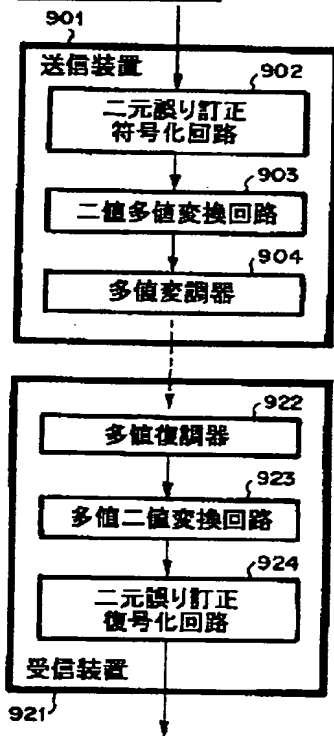 901
送信装置
902
二元誤り訂正
符号化回路
903
二値多値変換回路
904
多値変調器
922
多値復調器
923
多値二値変換回路
924
二元誤り訂正
復号化回路
受信装置
921